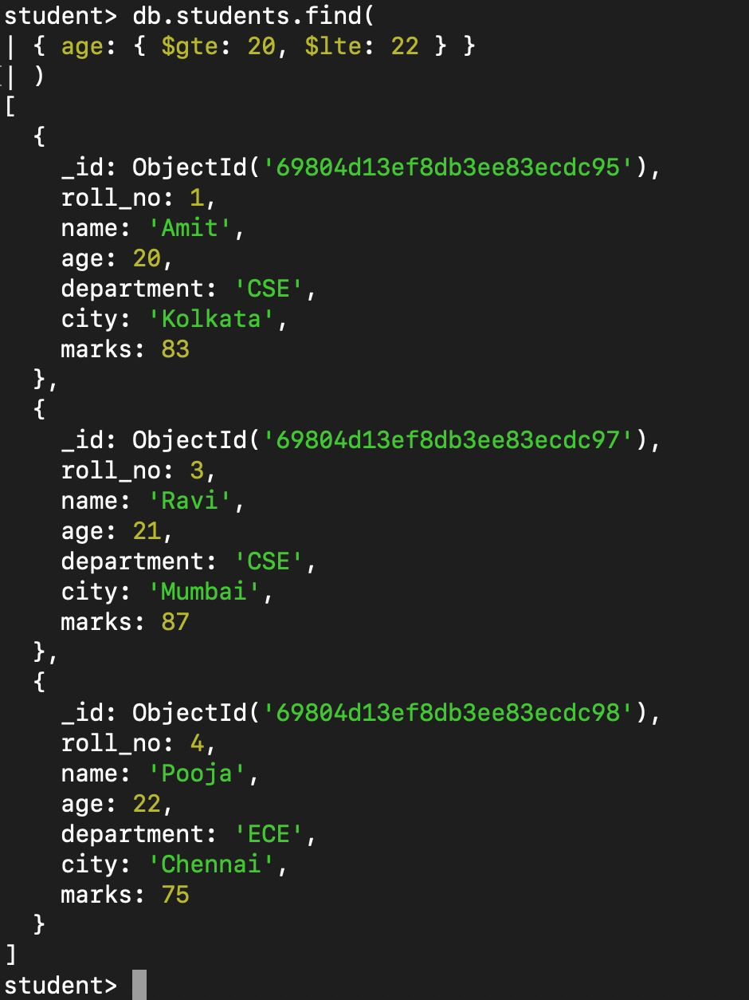 student> db.students.find(
| { age: { $gte: 20, $lte: 22 } }
| )
[
  {
    _id: ObjectId('69804d13ef8db3ee83ecdc95'),
    roll_no: 1,
    name: 'Amit',
    age: 20,
    department: 'CSE',
    city: 'Kolkata',
    marks: 83
  },
  {
    _id: ObjectId('69804d13ef8db3ee83ecdc97'),
    roll_no: 3,
    name: 'Ravi',
    age: 21,
    department: 'CSE',
    city: 'Mumbai',
    marks: 87
  },
  {
    _id: ObjectId('69804d13ef8db3ee83ecdc98'),
    roll_no: 4,
    name: 'Pooja',
    age: 22,
    department: 'ECE',
    city: 'Chennai',
    marks: 75
  }
]
student>